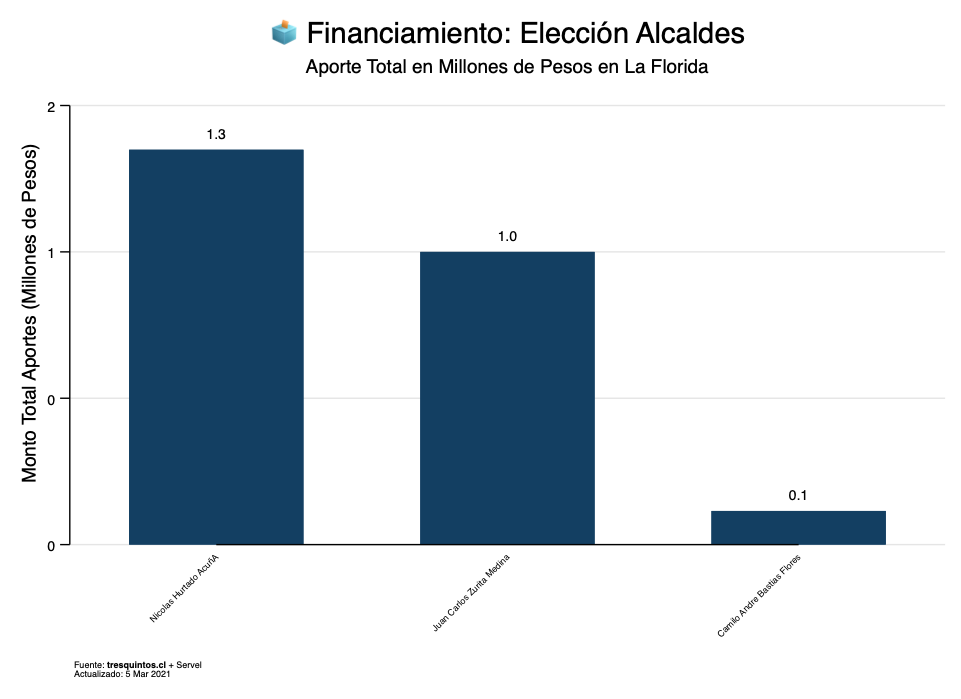 🗳️ Financiamiento: Elección Alcaldes
Aporte Total en Millones de Pesos en La Florida
Monto Total Aportes (Millones de Pesos)
2
1
0
0
1.3
1.0
0.1
Nicolas Hurtado AcuñA
Juan Carlos Zurita Medina
Camilo Andre Bastias Flores
Fuente: tresquintos.cl + Servel
Actualizado: 5 Mar 2021